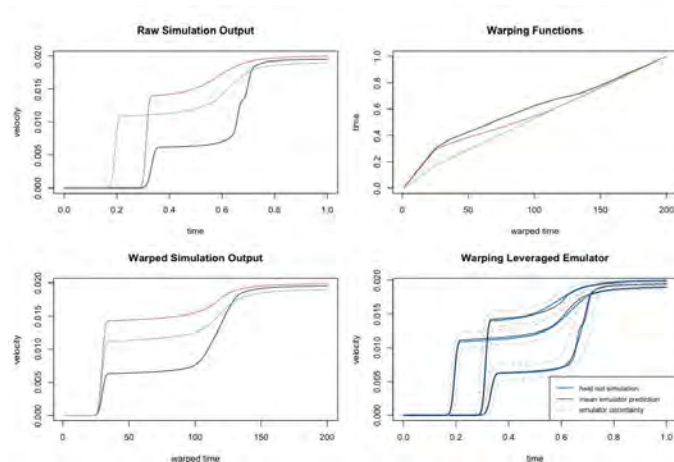 Raw Simulation Output
velocity
0.000 0.005 0.010 0.015 0.020
0.0 0.2 0.4 0.6 0.8 1.0
time
Warping Functions
time
0.0 0.2 0.4 0.6 0.8 1.0
0 50 100 150 200
warped time
Warped Simulation Output
velocity
0.000 0.005 0.010 0.015 0.020
0 50 100 150 200
warped time
Warping Leveraged Emulator
velocity
0.000 0.005 0.010 0.015 0.020
0.0 0.2 0.4 0.6 0.8 1.0
time
held out simulation
mean emulator prediction
emulator uncertainty